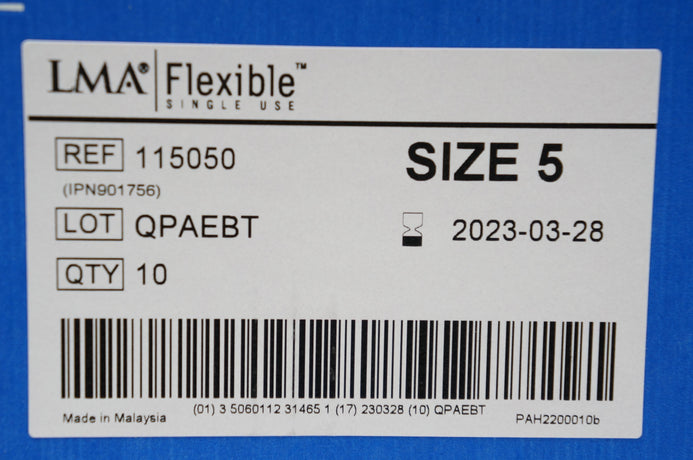 LMA® Flexible™
SINGLE USE
REF 115050
SIZE 5
(IPN901756)
LOT QPAEBT
2023-03-28
QTY 10
(01) 3 5060112 31465 1 (17) 230328 (10) QPAEBT
Made in Malaysia
PAH2200010b